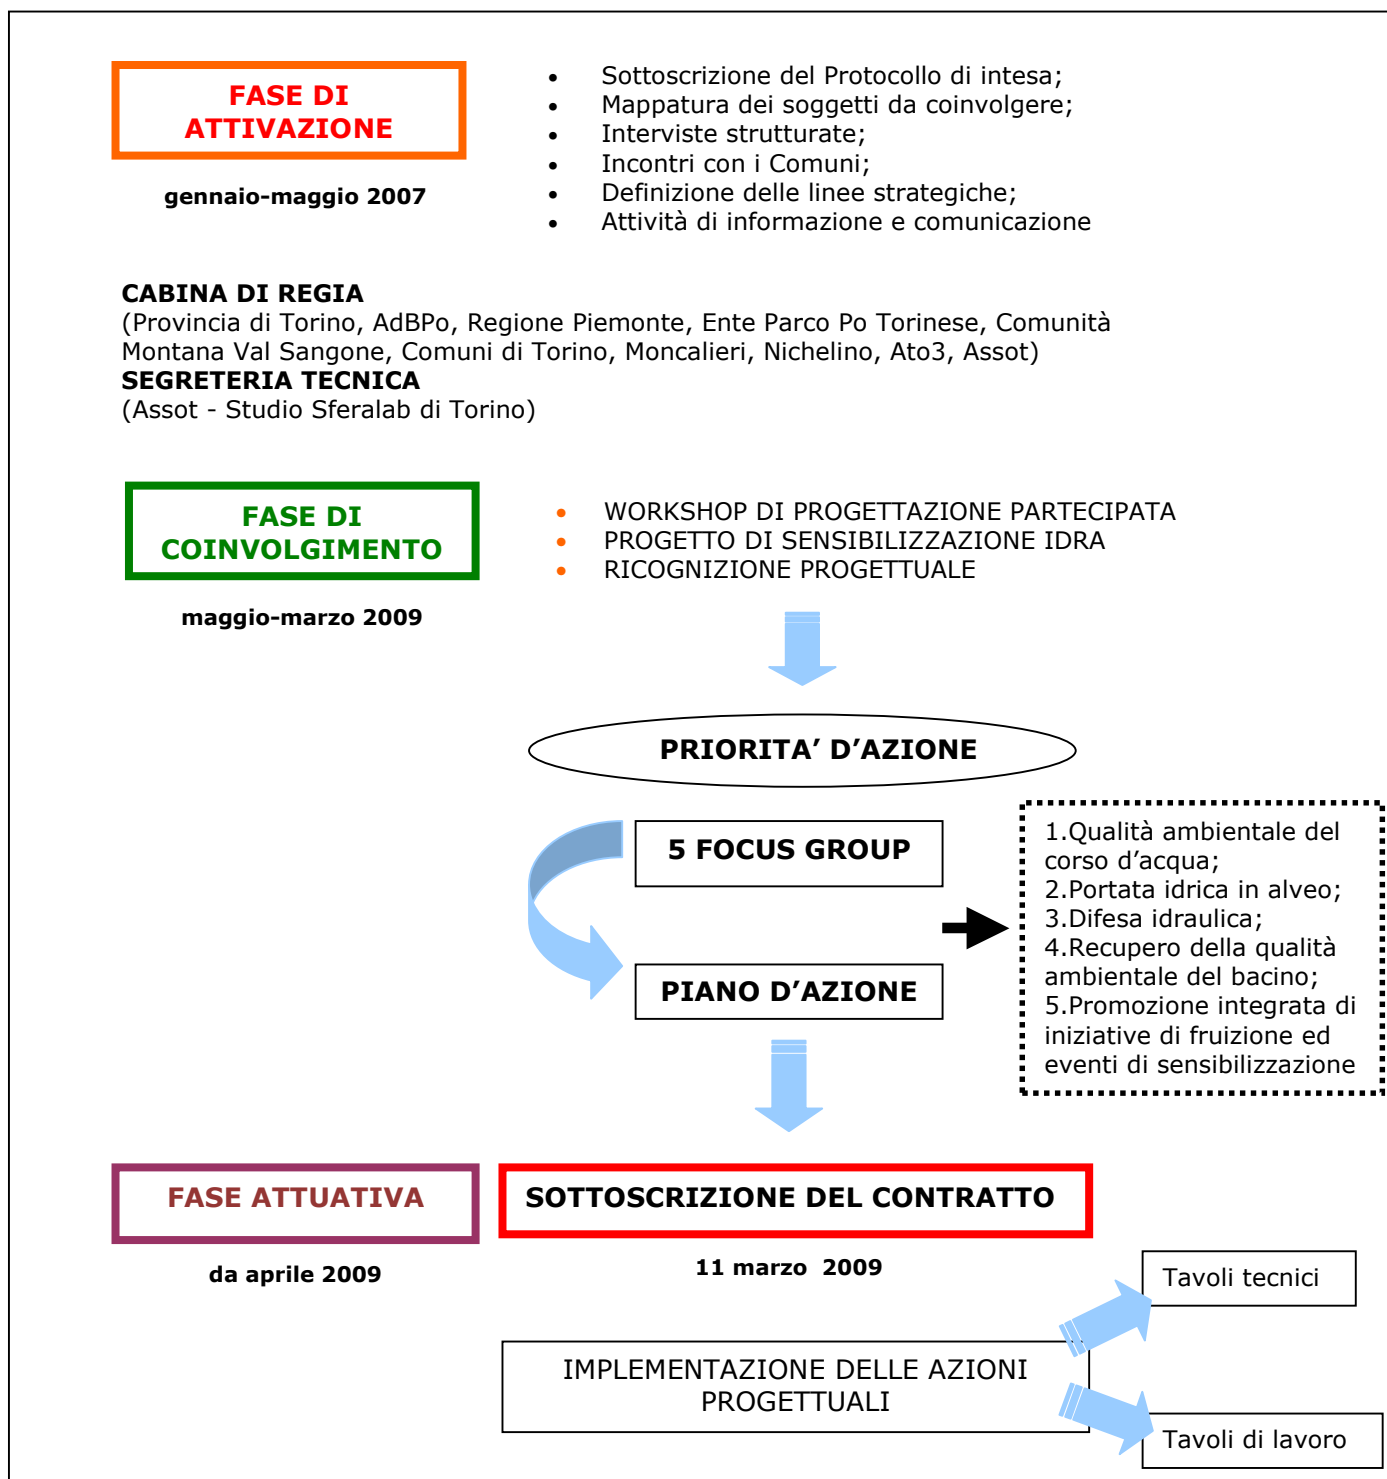 FASE DI
ATTIVAZIONE
gennaio-maggio 2007
• Sottoscrizione del Protocollo di intesa;
• Mappatura dei soggetti da coinvolgere;
• Interviste strutturate;
• Incontri con i Comuni;
• Definizione delle linee strategiche;
• Attività di informazione e comunicazione
CABINA DI REGIA
(Provincia di Torino, AdBPo, Regione Piemonte, Ente Parco Po Torinese, Comunità
Montana Val Sangone, Comuni di Torino, Moncalieri, Nichelino, Ato3, Assot)
SEGRETERIA TECNICA
(Assot - Studio Sferalab di Torino)
FASE DI
COINVOLGIMENTO
maggio-marzo 2009
• WORKSHOP DI PROGETTAZIONE PARTECIPATA
• PROGETTO DI SENSIBILIZZAZIONE IDRA
• RICOGNIZIONE PROGETTUALE
PRIORITA’ D’AZIONE
5 FOCUS GROUP
PIANO D’AZIONE
1.Qualità ambientale del
corso d’acqua;
2.Portata idrica in alveo;
3.Difesa idraulica;
4.Recupero della qualità
ambientale del bacino;
5.Promozione integrata di
iniziative di fruizione ed
eventi di sensibilizzazione
FASE ATTUATIVA
da aprile 2009
SOTTOSCRIZIONE DEL CONTRATTO
11 marzo 2009
IMPLEMENTAZIONE DELLE AZIONI
PROGETTUALI
Tavoli tecnici
Tavoli di lavoro